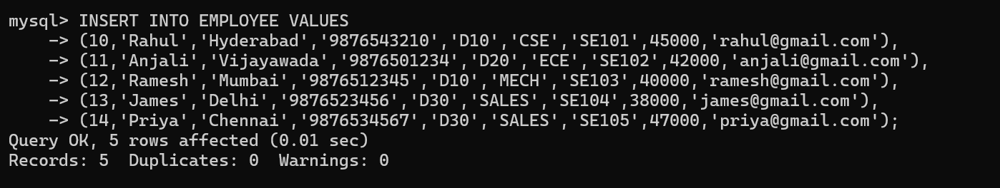 mysql> INSERT INTO EMPLOYEE VALUES
    -> (10,'Rahul','Hyderabad','9876543210','D10','CSE','SE101',45000,'rahul@gmail.com'),
    -> (11,'Anjali','Vijayawada','9876501234','D20','ECE','SE102',42000,'anjali@gmail.com'),
    -> (12,'Ramesh','Mumbai','9876512345','D10','MECH','SE103',40000,'ramesh@gmail.com'),
    -> (13,'James','Delhi','9876523456','D30','SALES','SE104',38000,'james@gmail.com'),
    -> (14,'Priya','Chennai','9876534567','D30','SALES','SE105',47000,'priya@gmail.com');
Query OK, 5 rows affected (0.01 sec)
Records: 5  Duplicates: 0  Warnings: 0